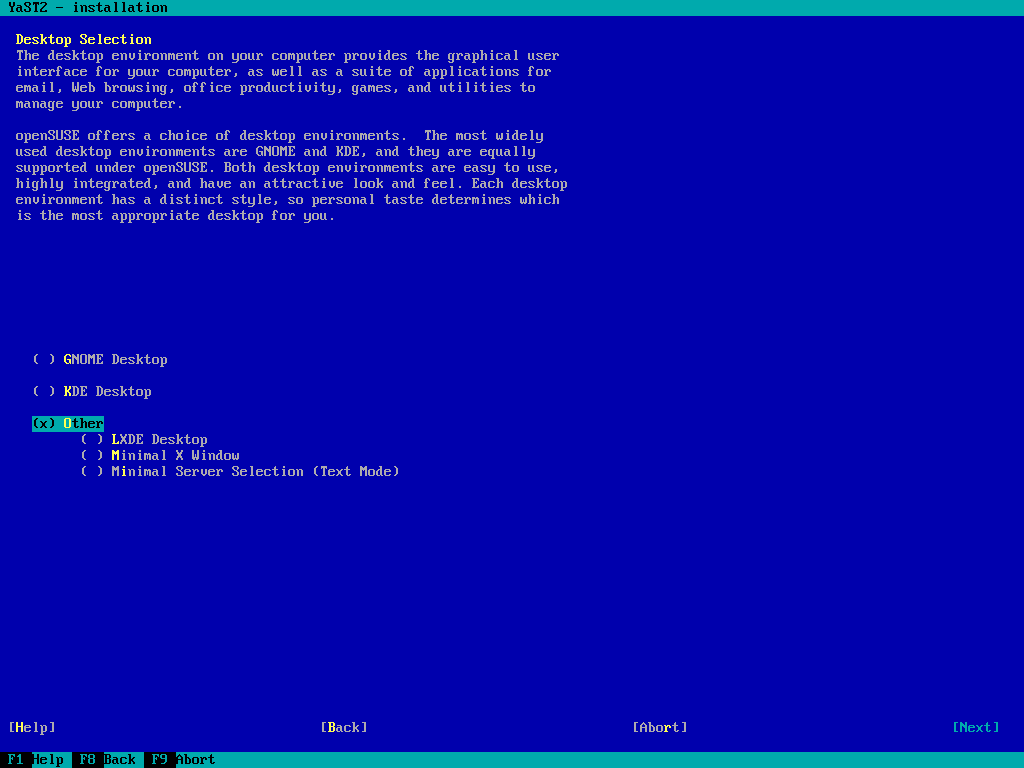 YaST2 - installation
Desktop Selection
The desktop environment on your computer provides the graphical user
interface for your computer, as well as a suite of applications for
email, Web browsing, office productivity, games, and utilities to
manage your computer.
openSUSE offers a choice of desktop environments.  The most widely
used desktop environments are GNOME and KDE, and they are equally
supported under openSUSE. Both desktop environments are easy to use,
highly integrated, and have an attractive look and feel. Each desktop
environment has a distinct style, so personal taste determines which
is the most appropriate desktop for you.
( ) GNOME Desktop
( ) KDE Desktop
(x) Other
( ) LXDE Desktop
( ) Minimal X Window
( ) Minimal Server Selection (Text Mode)
[Help] [Back] [Abort] [Next]
F1 Help F8 Back F9 Abort